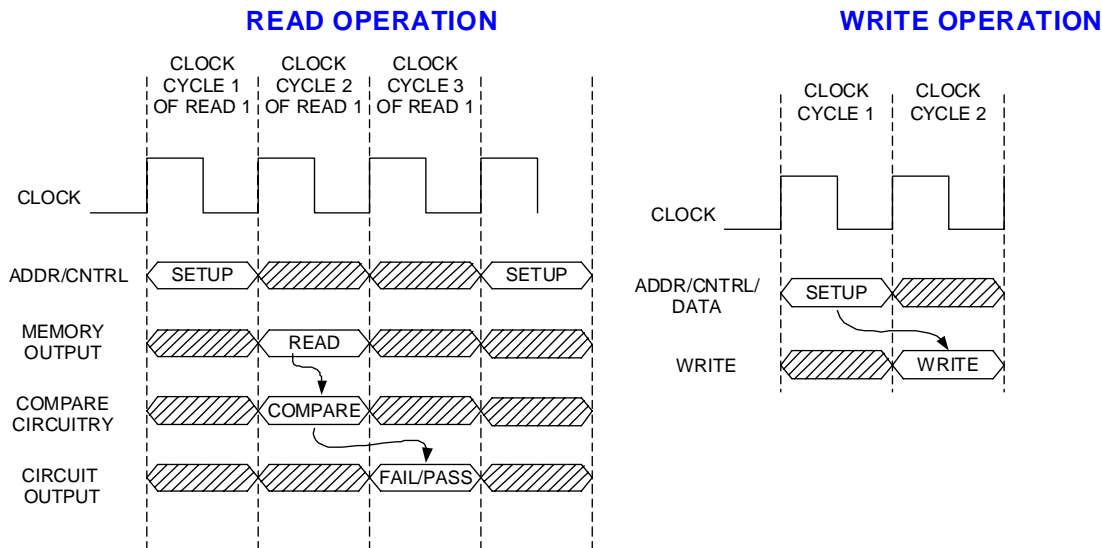 READ OPERATION
WRITE OPERATION
CLOCK
CYCLE 1
OF READ 1
CLOCK
CYCLE 2
OF READ 1
CLOCK
CYCLE 3
OF READ 1
CLOCK
ADDR/CNTRL
SETUP
SETUP
MEMORY
OUTPUT
READ
COMPARE
CIRCUITRY
COMPARE
CIRCUIT
OUTPUT
FAIL/PASS
CLOCK
CYCLE 1
CLOCK
CYCLE 2
CLOCK
ADDR/CNTRL/
DATA
SETUP
WRITE
WRITE